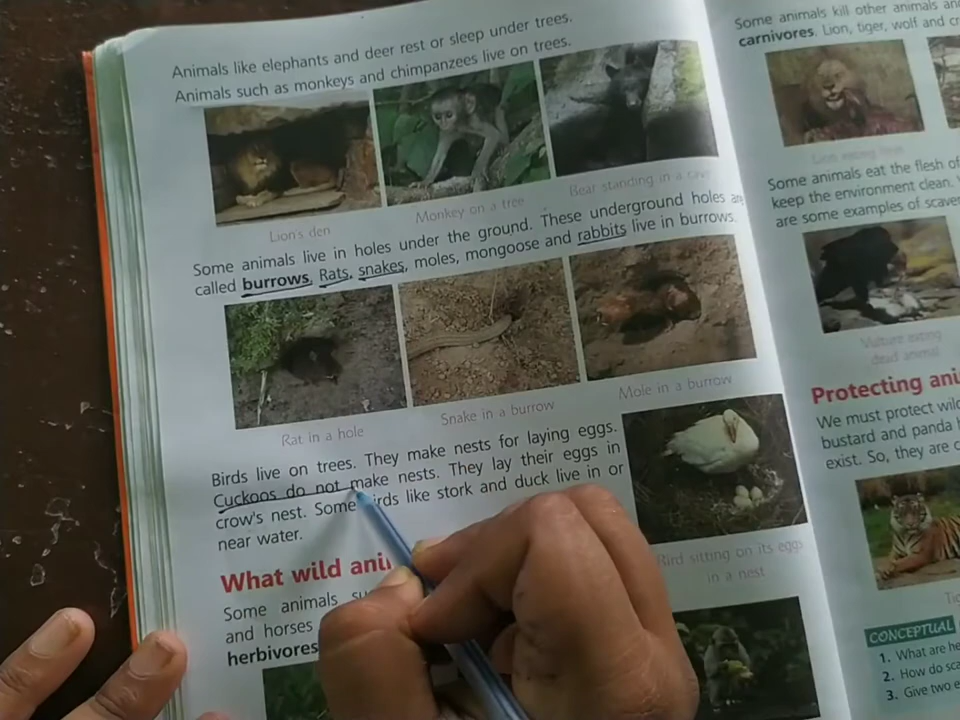 Animals like elephants and deer rest or sleep under trees.
Animals such as monkeys and chimpanzees live on trees.
Lion's den
Monkey on a tree
Bear standing in a cave
Some animals live in holes under the ground. These underground holes
called burrows. Rats, snakes, moles, mongoose and rabbits live in burrows.
Rat in a hole
Snake in a burrow
Mole in a burrow
Birds live on trees. They make nests for laying eggs.
Cuckoos do not make nests. They lay their eggs in
crow's nest. Some birds like stork and duck live in or
near water.
Bird sitting on its eggs
in a nest
What wild
Some animals
and horses
herbivores
Some animals kill other animals
carnivores. Lion, tiger, wolf and
Lion eating
Some animals eat the flesh of
keep the environment clean.
are some examples of
Vulture eating
dead animal
Protecting
We must protect
bustard and panda
exist. So, they are
CONCEPTUAL
1. What are
2. How do
3. Give two